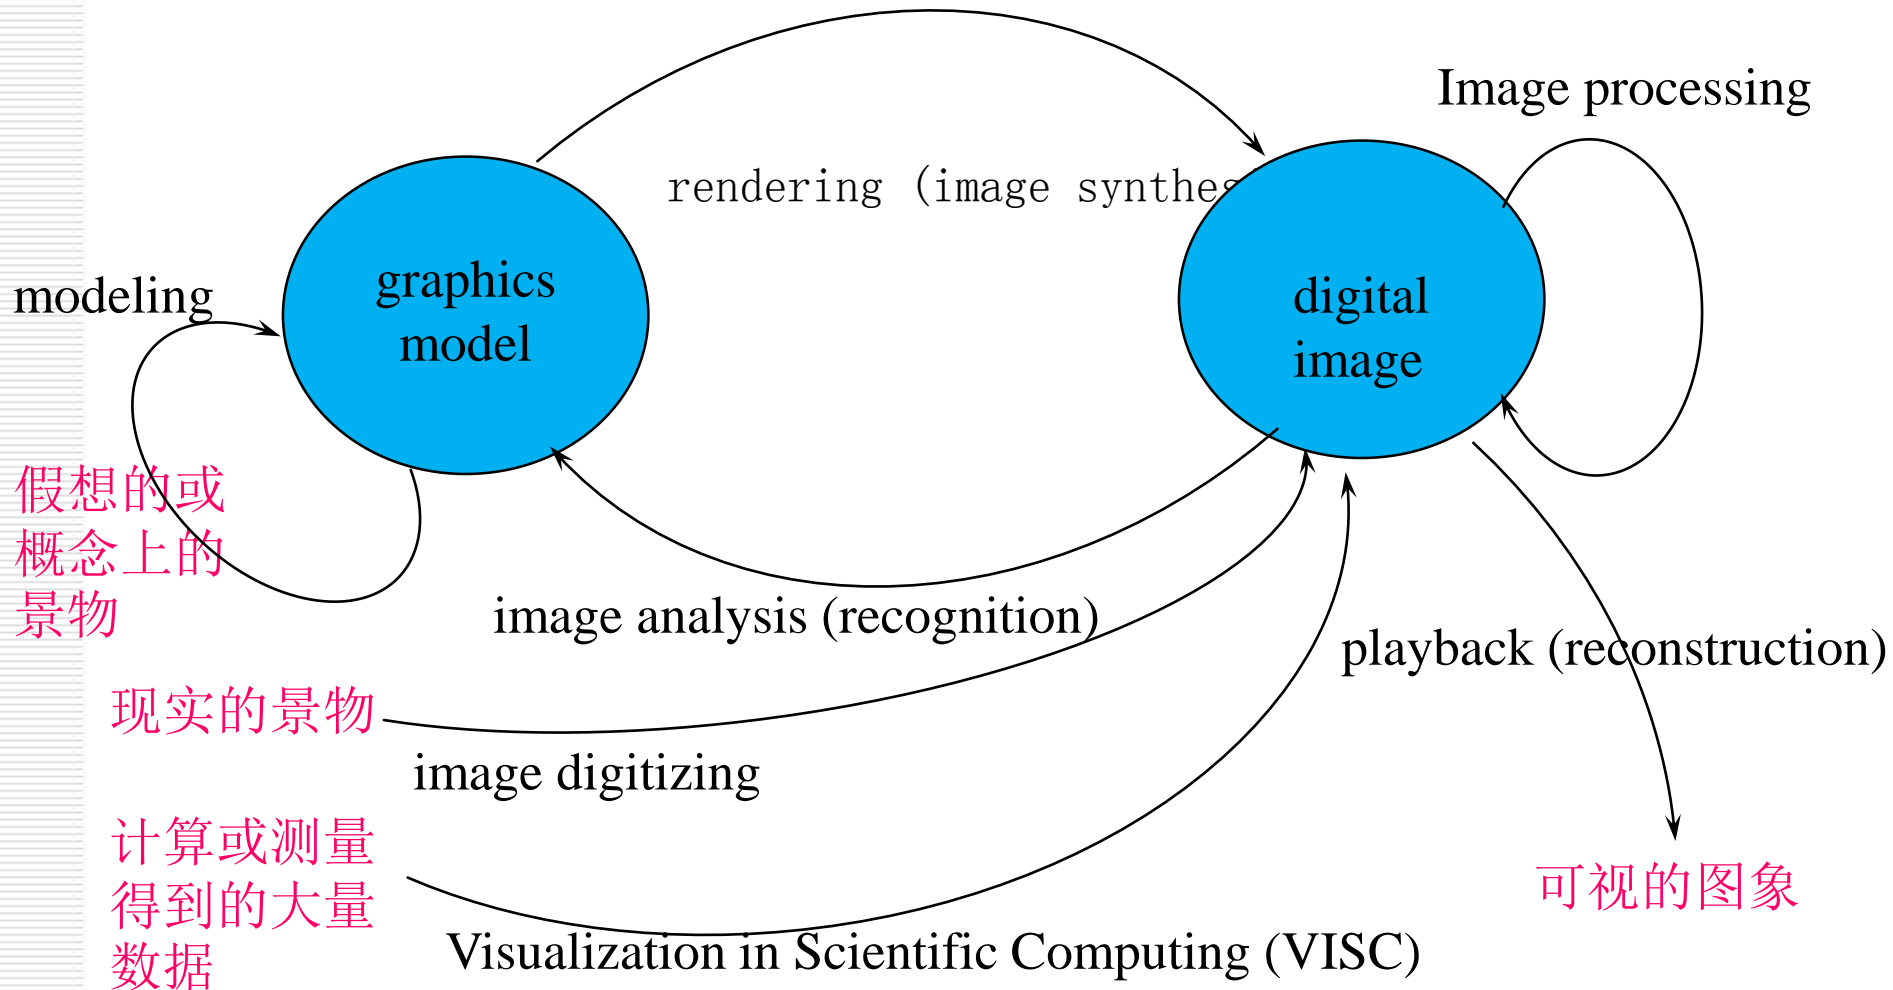 Image processing
rendering (image synthes
modeling
graphics
model
digital
image
假想的或
概念上的
景物
image analysis (recognition)
playback (reconstruction)
现实的景物
image digitizing
计算或测量
得到的大量
数据
可视的图象
Visualization in Scientific Computing (VISC)